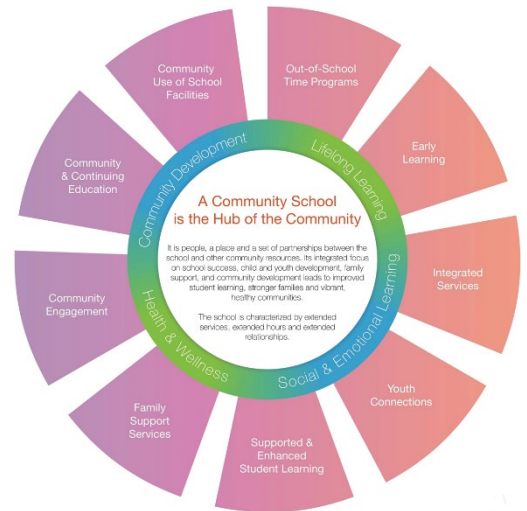 Community
Use of School
Facilities
Out-of-School
Time Programs
Early
Learning
Integrated
Services
Youth
Connections
Supported &
Enhanced
Student Learning
Family
Support
Services
Community
Engagement
Community
& Continuing
Education
Community Development
Lifelong Learning
Social & Emotional Learning
Health & Wellness
A Community School
is the Hub of the Community
It is people, a place and a set of partnerships between the
school and other community resources. Its integrated focus
on school success, child and youth development, family
support, and community development leads to improved
student learning, stronger families and vibrant,
healthy communities.
The school is characterized by extended
services, extended hours and extended
relationships.